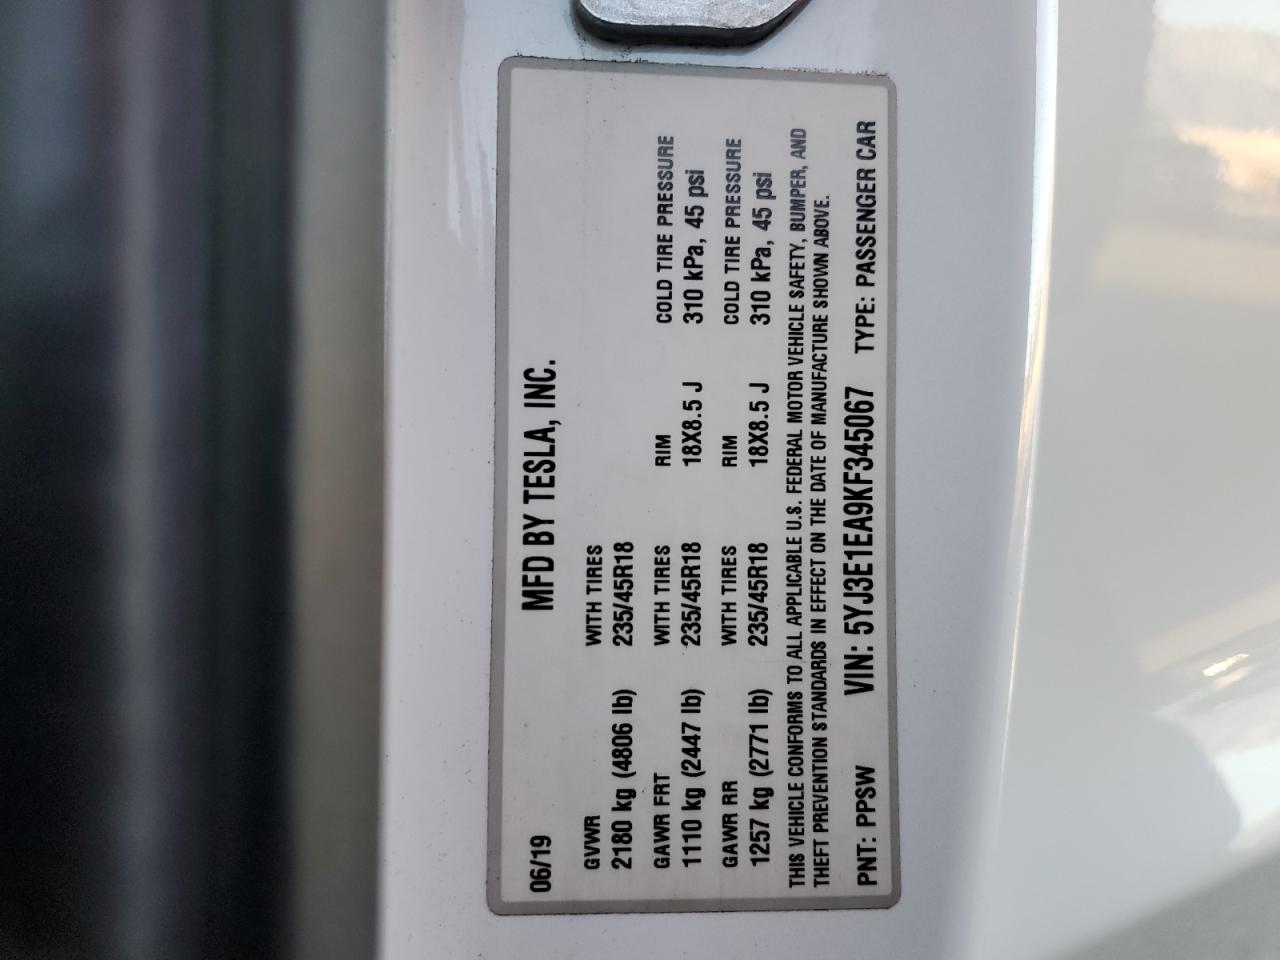 06/19 MFD BY TESLA, INC.
GVWR WITH TIRES
2180 kg (4806 lb) 235/45R18
GAWR FRT WITH TIRES RIM COLD TIRE PRESSURE
1110 kg (2447 lb) 235/45R18 18X8.5 J 310 kPa, 45 psi
GAWR RR WITH TIRES RIM COLD TIRE PRESSURE
1257 kg (2771 lb) 235/45R18 18X8.5 J 310 kPa, 45 psi
THIS VEHICLE CONFORMS TO ALL APPLICABLE U.S. FEDERAL MOTOR VEHICLE SAFETY, BUMPER, AND
THEFT PREVENTION STANDARDS IN EFFECT ON THE DATE OF MANUFACTURE SHOWN ABOVE.
PNT: PPSW VIN: 5YJ3E1EA9KF345067 TYPE: PASSENGER CAR